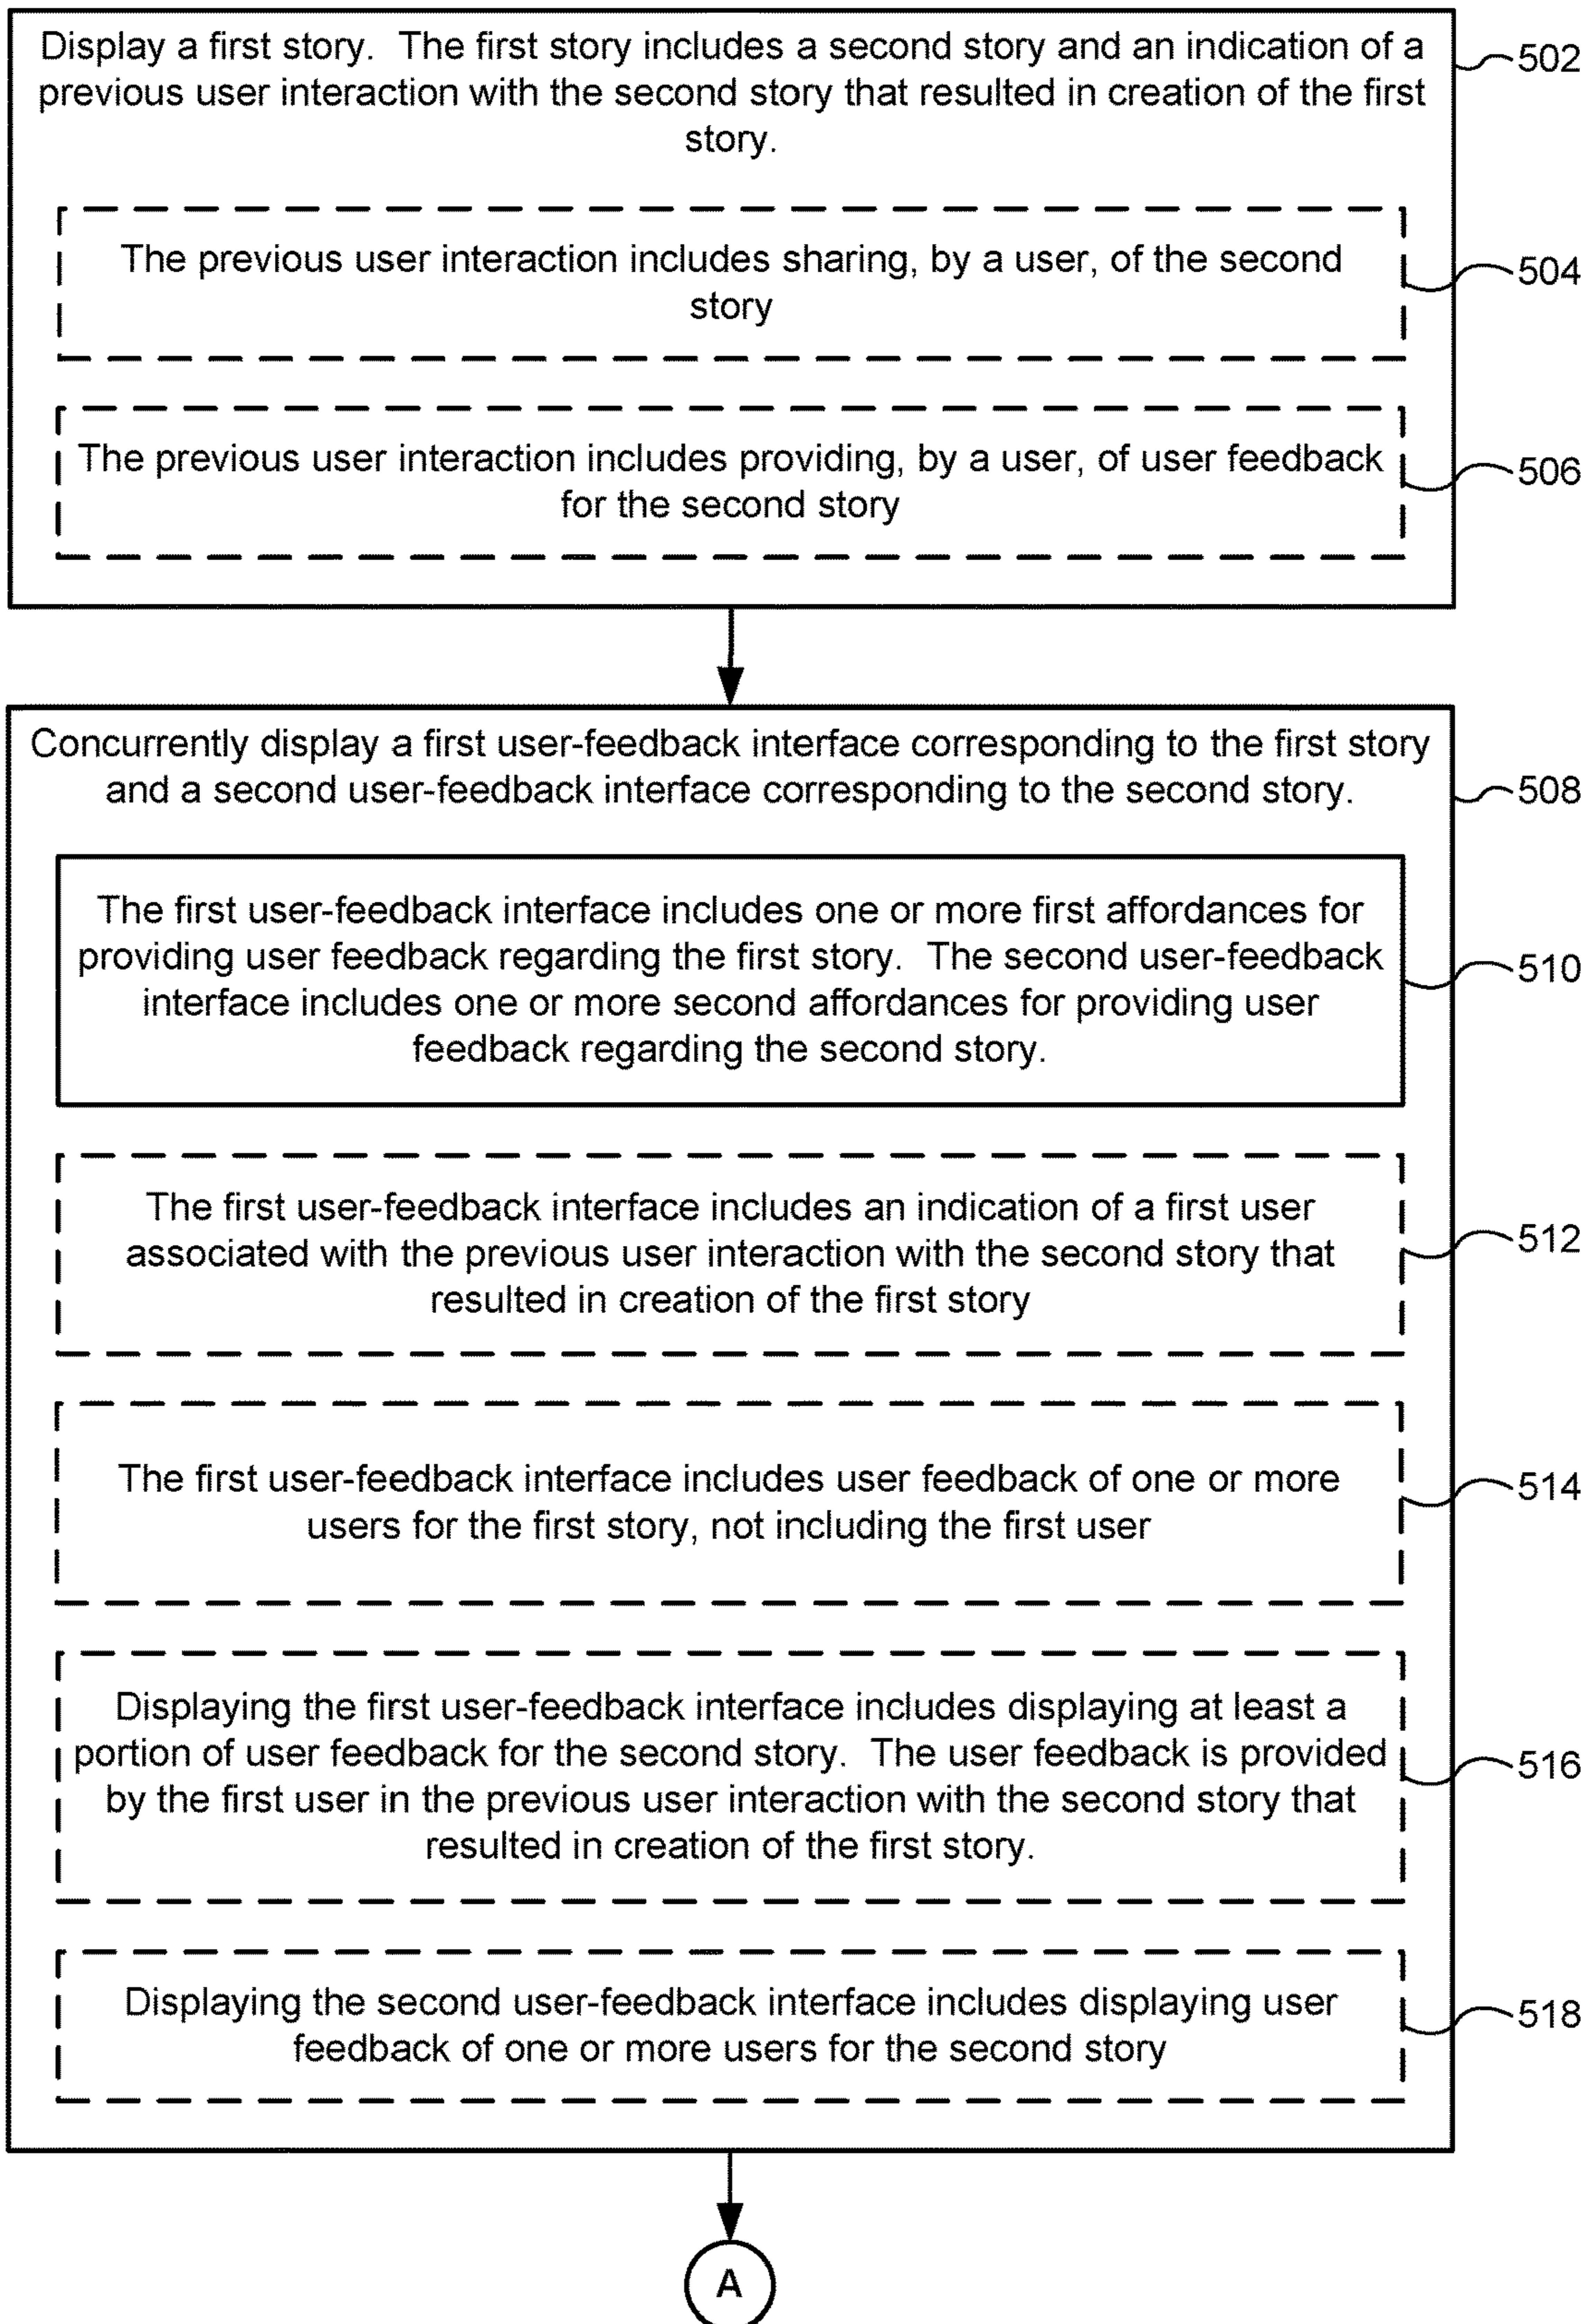 Display a first story. The first story includes a second story and an indication of a
previous user interaction with the second story that resulted in creation of the first
story.
502
The previous user interaction includes sharing, by a user, of the second
story
504
The previous user interaction includes providing, by a user, of user feedback
for the second story
506
Concurrently display a first user-feedback interface corresponding to the first story
and a second user-feedback interface corresponding to the second story.
508
The first user-feedback interface includes one or more first affordances for
providing user feedback regarding the first story. The second user-feedback
interface includes one or more second affordances for providing user
feedback regarding the second story.
510
The first user-feedback interface includes an indication of a first user
associated with the previous user interaction with the second story that
resulted in creation of the first story
512
The first user-feedback interface includes user feedback of one or more
users for the first story, not including the first user
514
Displaying the first user-feedback interface includes displaying at least a
portion of user feedback for the second story. The user feedback is provided
by the first user in the previous user interaction with the second story that
resulted in creation of the first story.
516
Displaying the second user-feedback interface includes displaying user
feedback of one or more users for the second story
518
A